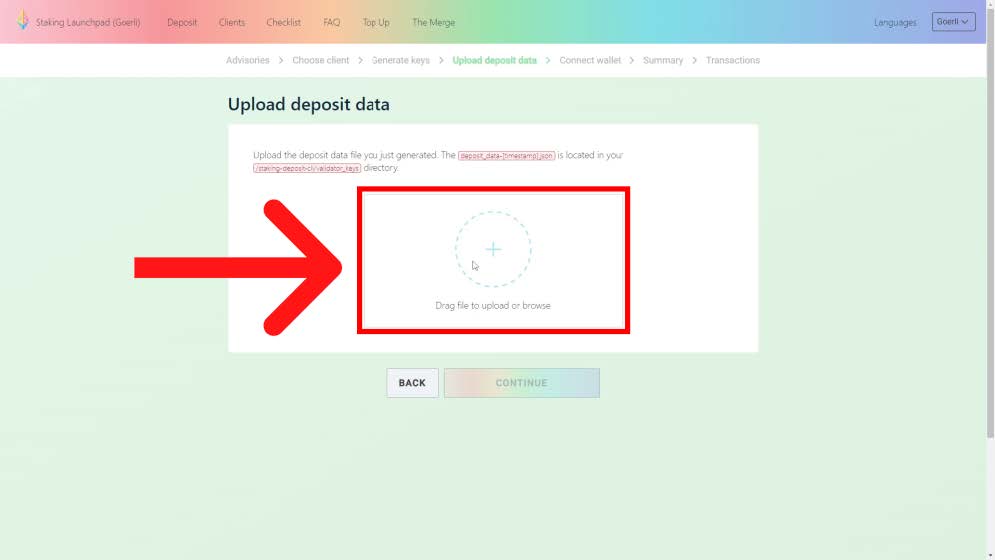 Staking Launchpad (Goerli) Deposit Clients Checklist FAQ Top Up The Merge Languages Goerli
Advisories Choose client Generate keys Upload deposit data Connect wallet Summary Transactions
Upload deposit data
Upload the deposit data file you just generated. The deposit_data-[timestamp].json is located in your
/staking-deposit-cli/validator_keys directory.
Drag file to upload or browse
BACK CONTINUE